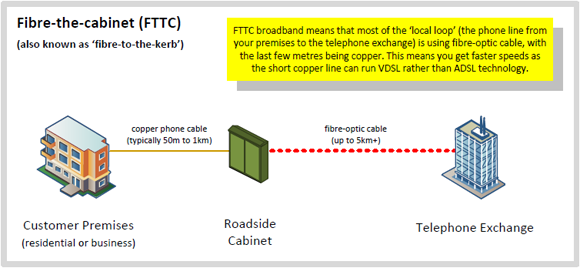 Fibre-the-cabinet (FTTC)
(also known as ‘fibre-to-the-kerb’)
FTTC broadband means that most of the ‘local loop’ (the phone line from
your premises to the telephone exchange) is using fibre-optic cable, with
the last few metres being copper. This means you get faster speeds as
the short copper line can run VDSL rather than ADSL technology.
copper phone cable
(typically 50m to 1km)
fibre-optic cable
(up to 5km+)
Customer Premises
(residential or business)
Roadside
Cabinet
Telephone Exchange